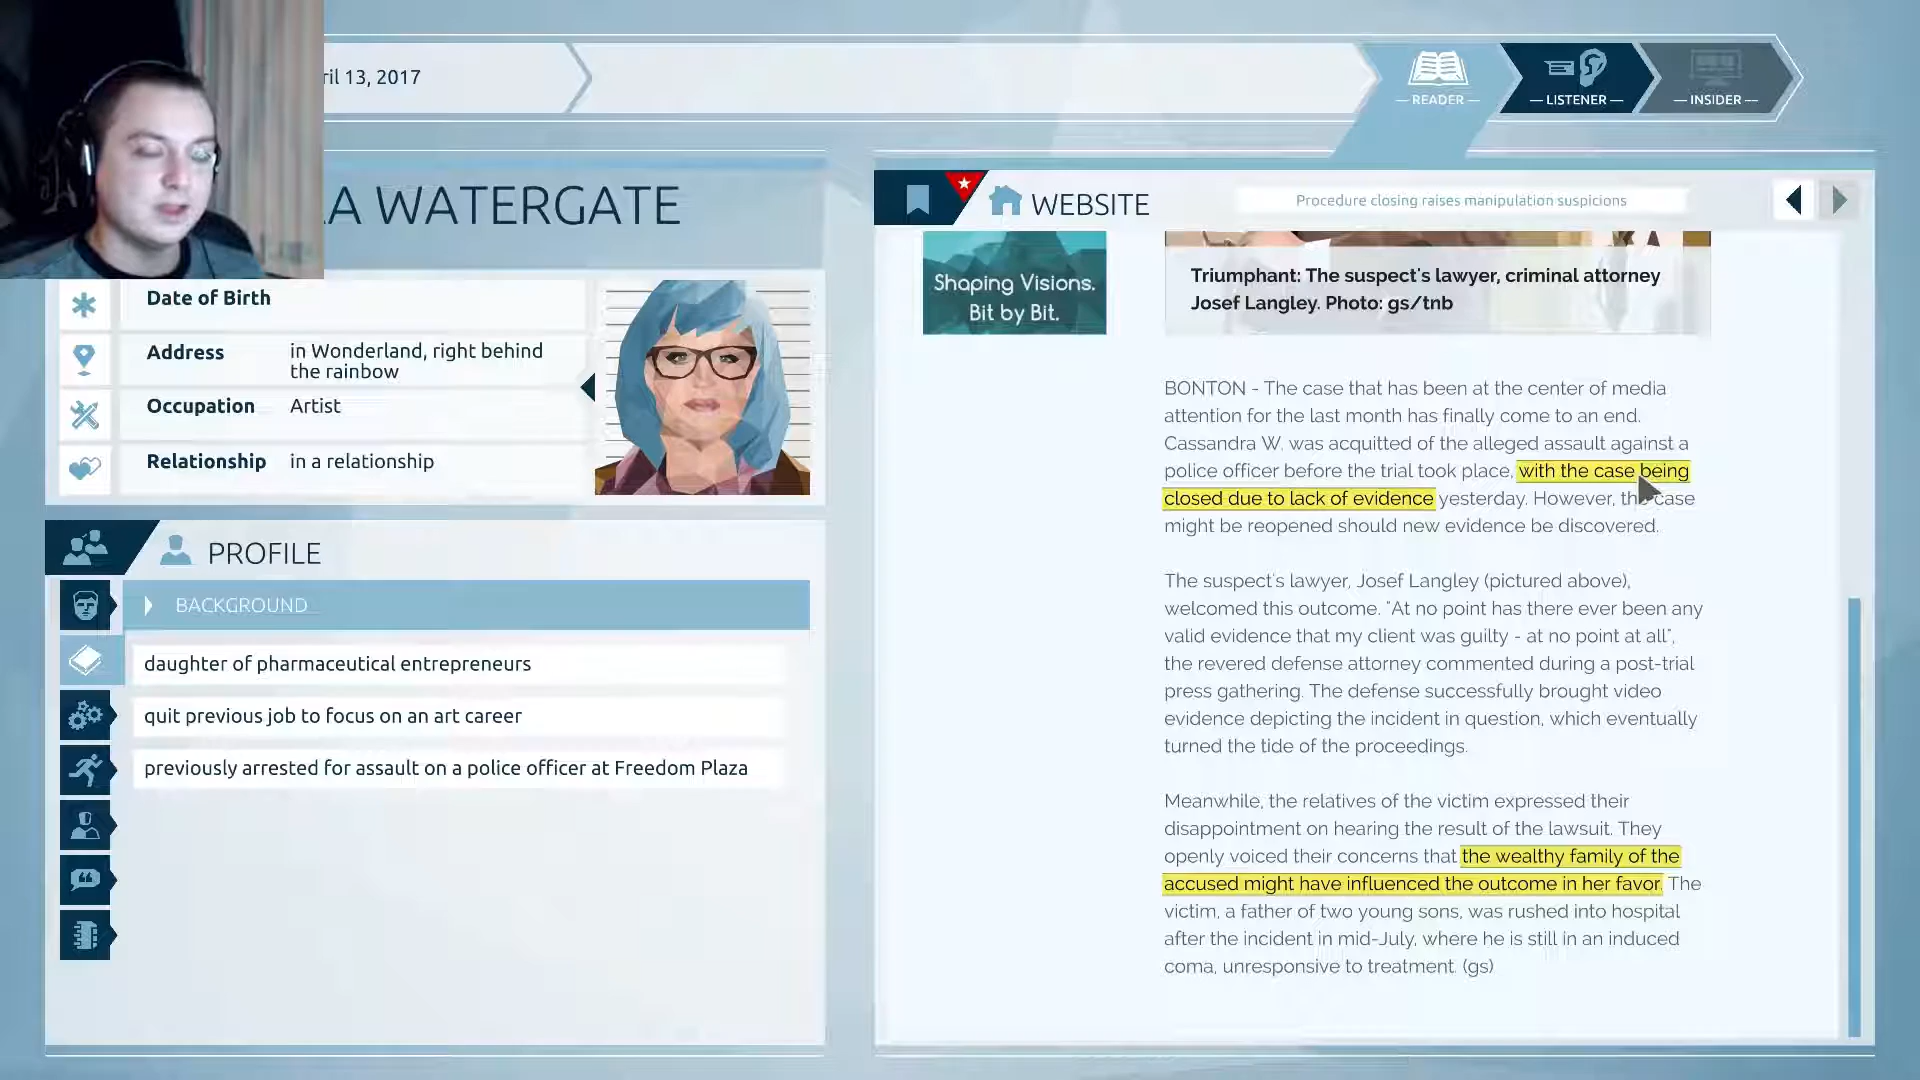 ril 13, 2017
READER
LISTENER
INSIDER
A WATERGATE
Date of Birth
Address in Wonderland, right behind
the rainbow
Occupation Artist
Relationship in a relationship
PROFILE
BACKGROUND
daughter of pharmaceutical entrepreneurs
quit previous job to focus on an art career
previously arrested for assault on a police officer at Freedom Plaza
WEBSITE
Procedure closing raises manipulation suspicions
Shaping Visions.
Bit by Bit.
Triumphant: The suspect's lawyer, criminal attorney
Josef Langley. Photo: gs/tnb
BONTON - The case that has been at the center of media
attention for the last month has finally come to an end.
Cassandra W. was acquitted of the alleged assault against a
police officer before the trial took place, with the case being
closed due to lack of evidence yesterday. However, the case
might be reopened should new evidence be discovered.
The suspect's lawyer, Josef Langley (pictured above),
welcomed this outcome. "At no point has there ever been any
valid evidence that my client was guilty - at no point at all",
the revered defense attorney commented during a post-trial
press gathering. The defense successfully brought video
evidence depicting the incident in question, which eventually
turned the tide of the proceedings.
Meanwhile, the relatives of the victim expressed their
disappointment on hearing the result of the lawsuit. They
openly voiced their concerns that the wealthy family of the
accused might have influenced the outcome in her favor. The
victim, a father of two young sons, was rushed into hospital
after the incident in mid-July, where he is still in an induced
coma, unresponsive to treatment. (gs)